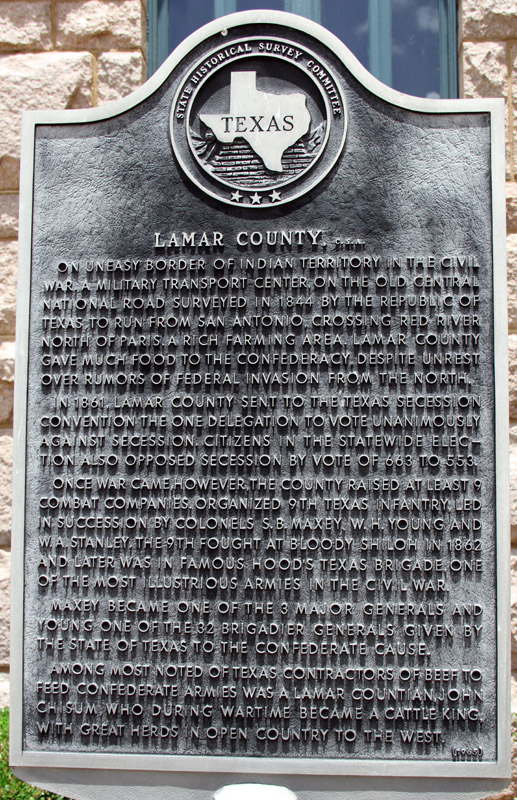 STATE HISTORICAL SURVEY COMMITTEE
TEXAS
LAMAR COUNTY, C.S.A.
ON UNEASY BORDER OF INDIAN TERRITORY IN THE CIVIL
WAR. A MILITARY TRANSPORT CENTER, ON THE OLD CENTRAL
NATIONAL ROAD SURVEYED IN 1844 BY THE REPUBLIC OF
TEXAS, TO RUN FROM SAN ANTONIO, CROSSING RED RIVER
NORTH OF PARIS. A RICH FARMING AREA. LAMAR COUNTY
GAVE MUCH FOOD TO THE CONFEDERACY, DESPITE UNREST
OVER RUMORS OF FEDERAL INVASION FROM THE NORTH.
IN 1861, LAMAR COUNTY SENT TO THE TEXAS SECESSION
CONVENTION THE ONE DELEGATION TO VOTE UNANIMOUSLY
AGAINST SECESSION. CITIZENS IN THE STATEWIDE ELEC-
TION ALSO OPPOSED SECESSION BY VOTE OF 663 TO 553.
ONCE WAR CAME, HOWEVER, THE COUNTY RAISED AT LEAST 9
COMBAT COMPANIES, ORGANIZED 9TH TEXAS INFANTRY, LED
IN SUCCESSION BY COLONELS S.B. MAXEY, W.H. YOUNG AND
W.A. STANLEY. THE 9TH FOUGHT AT BLOODY SHILOH IN 1862
AND LATER WAS IN FAMOUS HOOD'S TEXAS BRIGADE, ONE
OF THE MOST ILLUSTRIOUS ARMIES IN THE CIVIL WAR.
MAXEY BECAME ONE OF THE 3 MAJOR GENERALS AND
YOUNG ONE OF THE 32 BRIGADIER GENERALS GIVEN BY
THE STATE OF TEXAS TO THE CONFEDERATE CAUSE.
AMONG MOST NOTED OF TEXAS CONTRACTORS OF BEEF TO
FEED CONFEDERATE ARMIES WAS A LAMAR COUNTIAN, JOHN
CHISUM, WHO DURING WARTIME BECAME A CATTLE KING,
WITH GREAT HERDS IN OPEN COUNTRY TO THE WEST.
(1965)